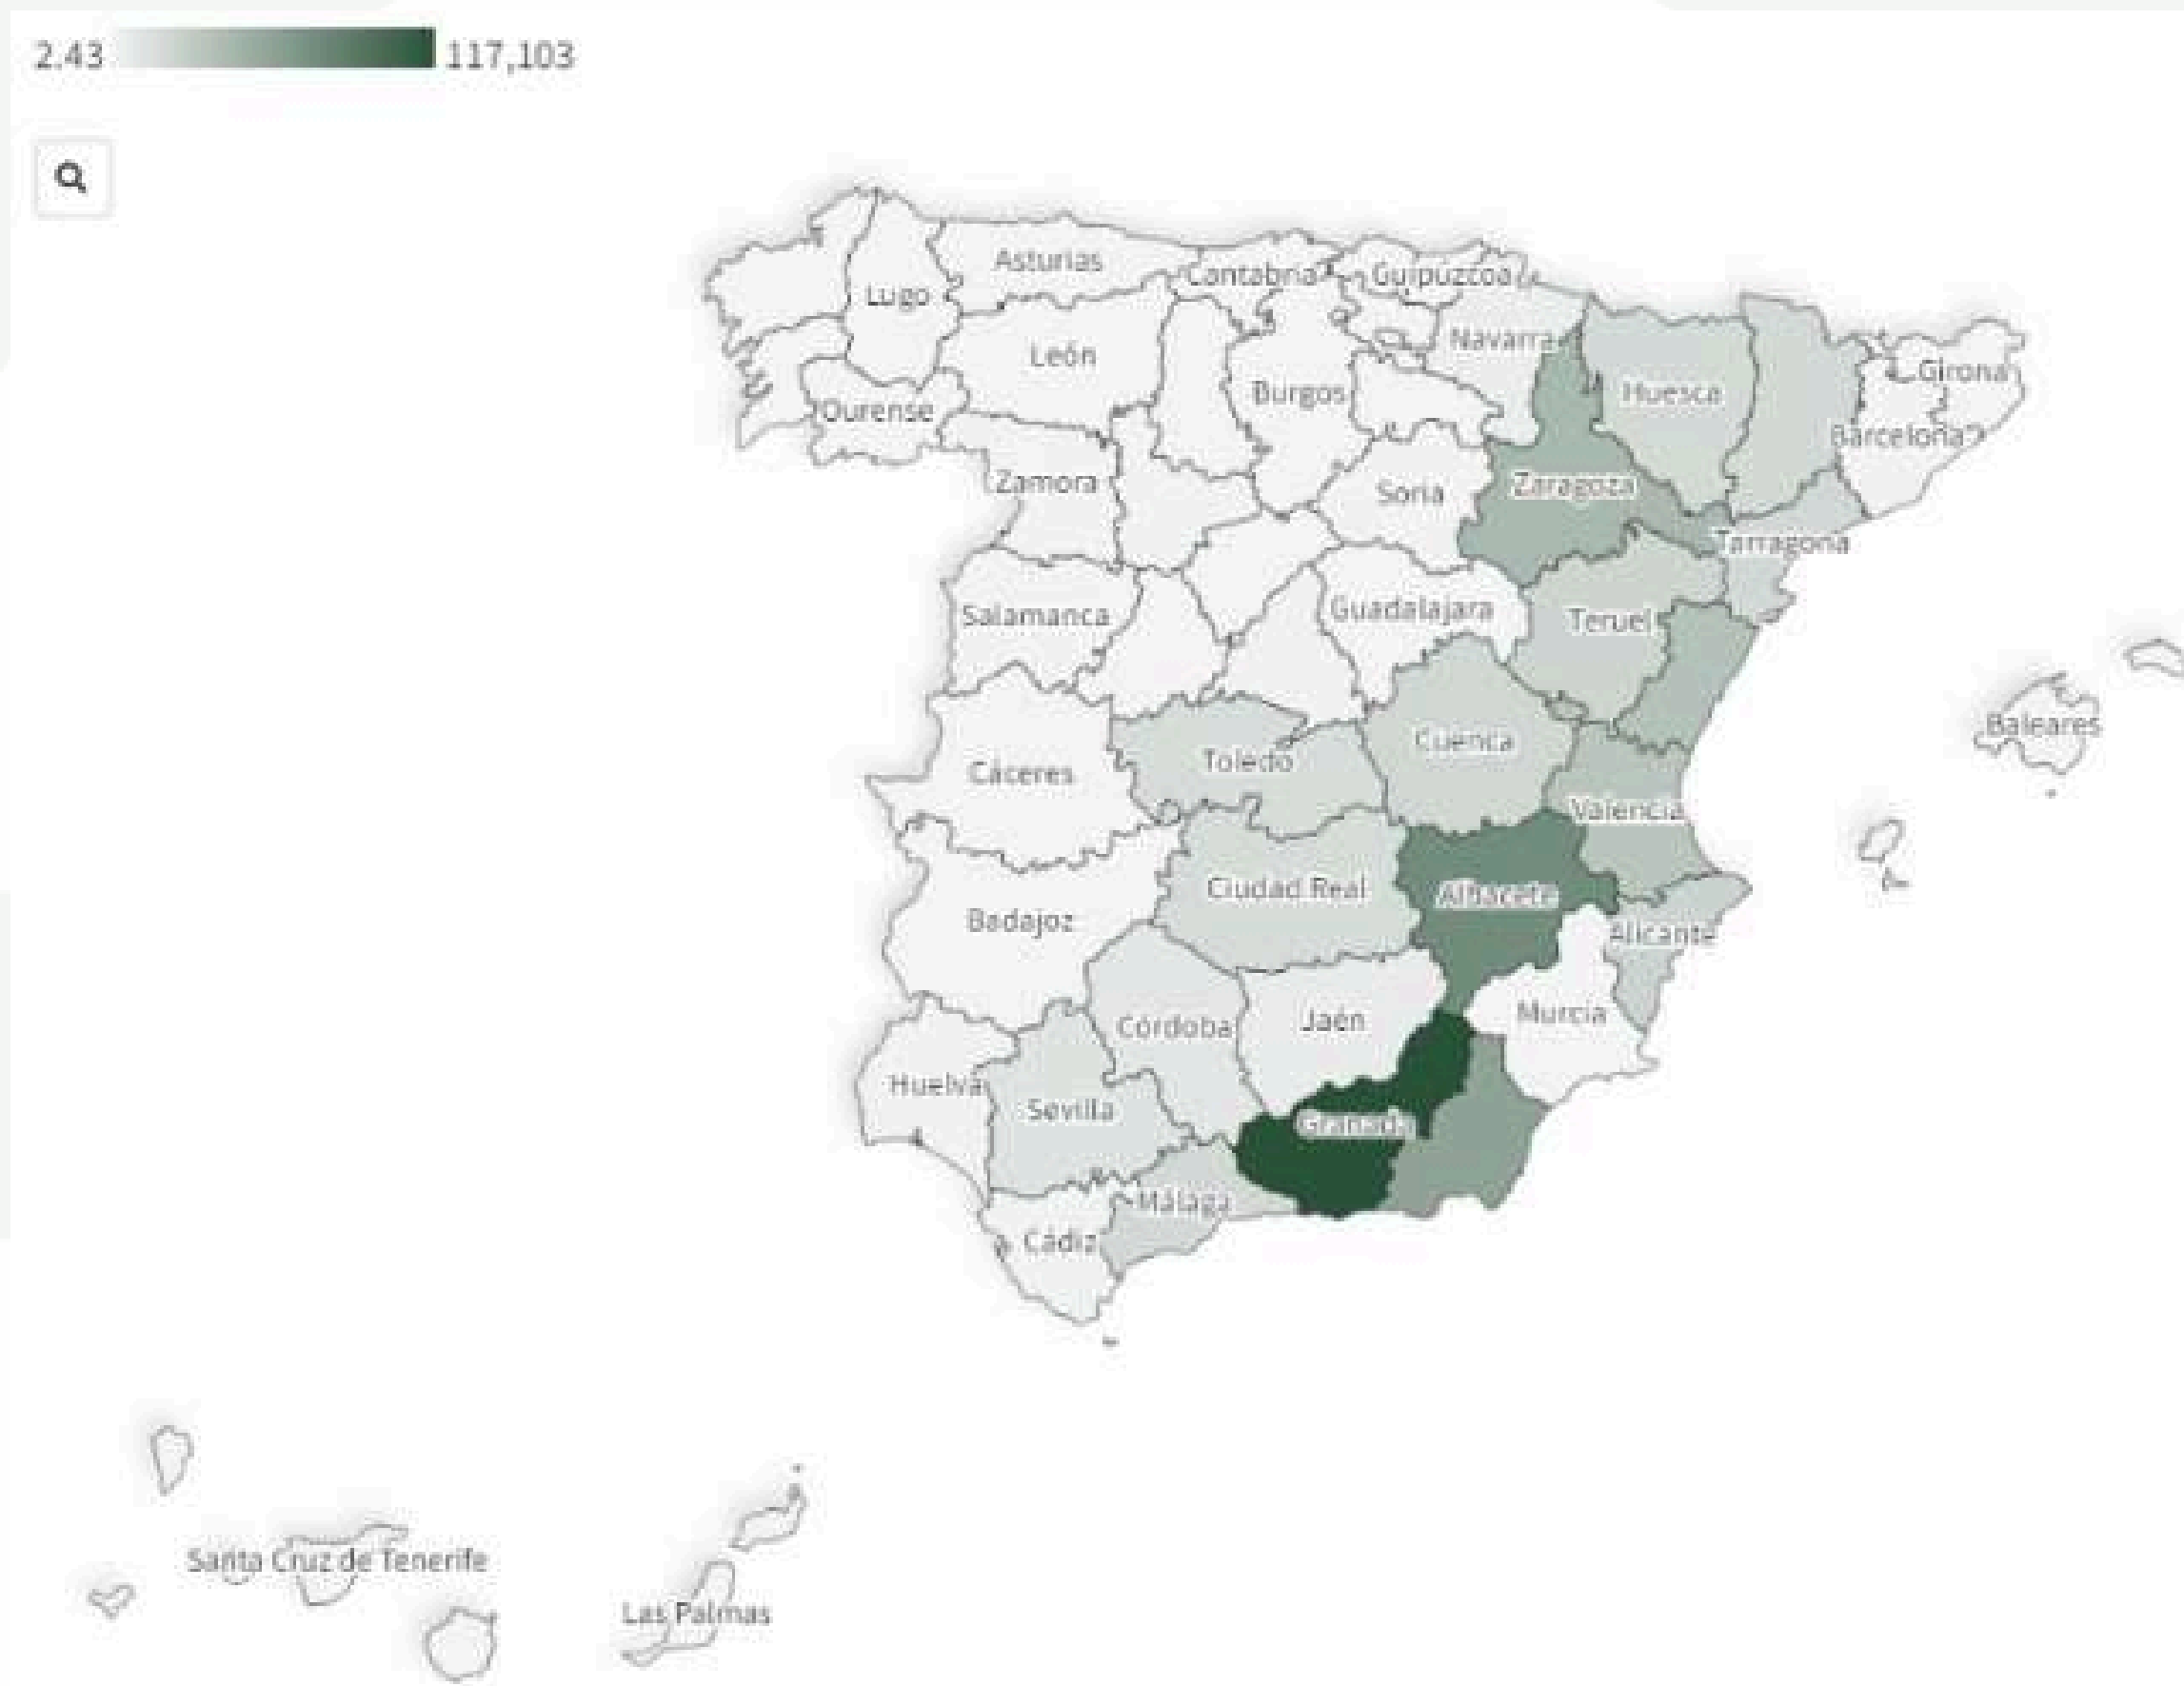 2.43 117,103
Asturias
Cantabria
Guipúzcoa
Lugo
Navarra
León
Girona
Huesca
Burgos
Ourense
Barcelona
Zamora
Zaragoza
Soria
Tarragona
Guadalajara
Salamanca
Teruel
Baleares
Cuenca
Toledo
Cáceres
Valencia
Ciudad Real
Albacete
Badajoz
Alicante
Murcia
Jaén
Córdoba
Huelva
Sevilla
Granada
Málaga
Cádiz
Santa Cruz de Tenerife
Las Palmas